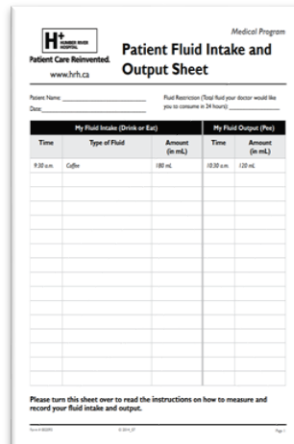 Medical Program
H+ HUMBER RIVER
HOSPITAL
Patient Care Reinvented.
www.hrh.ca
Patient Fluid Intake and
Output Sheet
Patient Name:
Date:
Fluid Restriction (Total fluid your doctor would like
you to consume in 24 hours)
My Fluid Intake (Drink or Eat) My Fluid Output (Pee)
Time Type of Fluid Amount
(in mL) Time Amount
(in mL)
9:30 a.m. Coffee 180 mL 10:30 a.m. 120 mL
Please turn this sheet over to read the instructions on how to measure and
record your fluid intake and output.